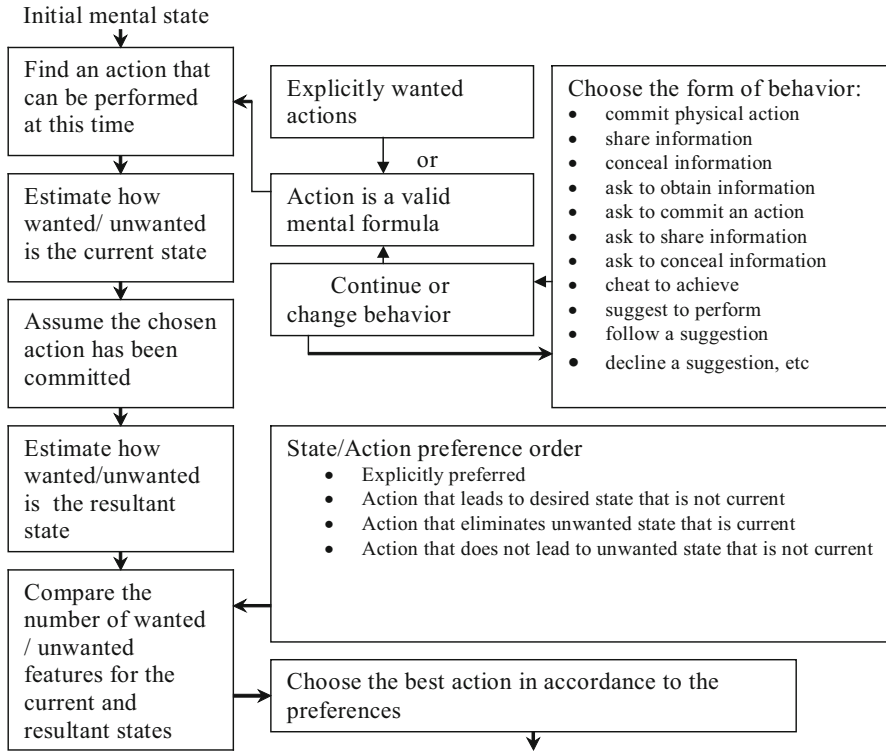 Initial mental state
Find an action that
can be performed
at this time
Estimate how
wanted/ unwanted
is the current state
Assume the chosen
action has been
committed
Estimate how
wanted/unwanted
is the resultant
state
Compare the
number of wanted
/ unwanted
features for the
current and
resultant states
Explicitly wanted
actions
or
Action is a valid
mental formula
Continue or
change behavior
Choose the form of behavior:
• commit physical action
• share information
• conceal information
• ask to obtain information
• ask to commit an action
• ask to share information
• ask to conceal information
• cheat to achieve
• suggest to perform
• follow a suggestion
• decline a suggestion, etc
State/Action preference order
• Explicitly preferred
• Action that leads to desired state that is not current
• Action that eliminates unwanted state that is current
• Action that does not lead to unwanted state that is not current
Choose the best action in accordance to the
preferences